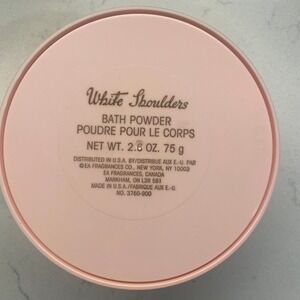 White Shoulders
BATH POWDER
POUDRE POUR LE CORPS
NET WT. 2.6 OZ. 75 g
DISTRIBUTED IN U.S.A. BY/DISTRIBUE AUX E.-U. PAR
©EA FRAGRANCES CO., NEW YORK, NY 10003
EA FRAGRANCES, CANADA
MARKHAM, ON L3R 5B1
MADE IN U.S.A./FABRIQUE AUX E.-U.
NO. 3760-900